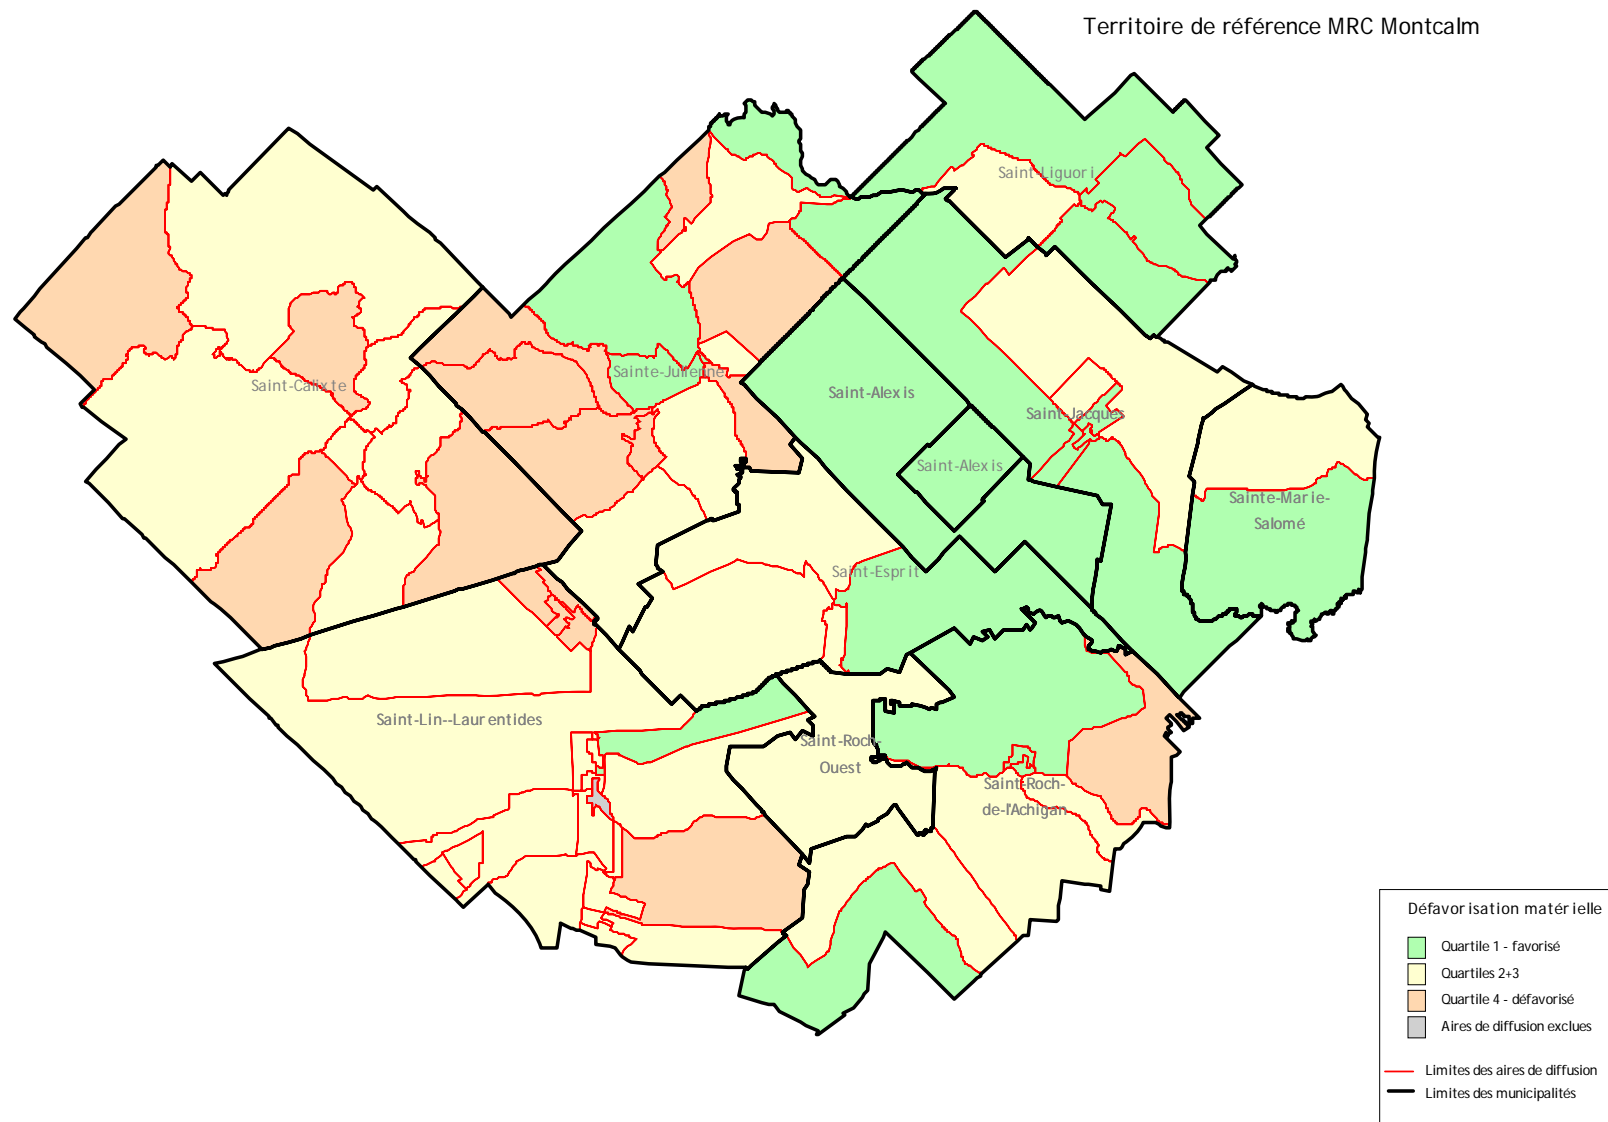 Territoire de référence MRC Montcalm
Saint-Liguori
Saint-Calixte
Sainte-Julienne
Saint-Alexis
Saint-Jacques
Saint-Alexis
Sainte-Marie-
Salomé
Saint-Esprit
Saint-Lin--Laurentides
Saint-Roch-
Ouest
Saint-Roch-
de-l'Achigan
Défavorisation matérielle
Quartile 1 - favorisé
Quartiles 2+3
Quartile 4 - défavorisé
Aires de diffusion exclues
Limites des aires de diffusion
Limites des municipalités